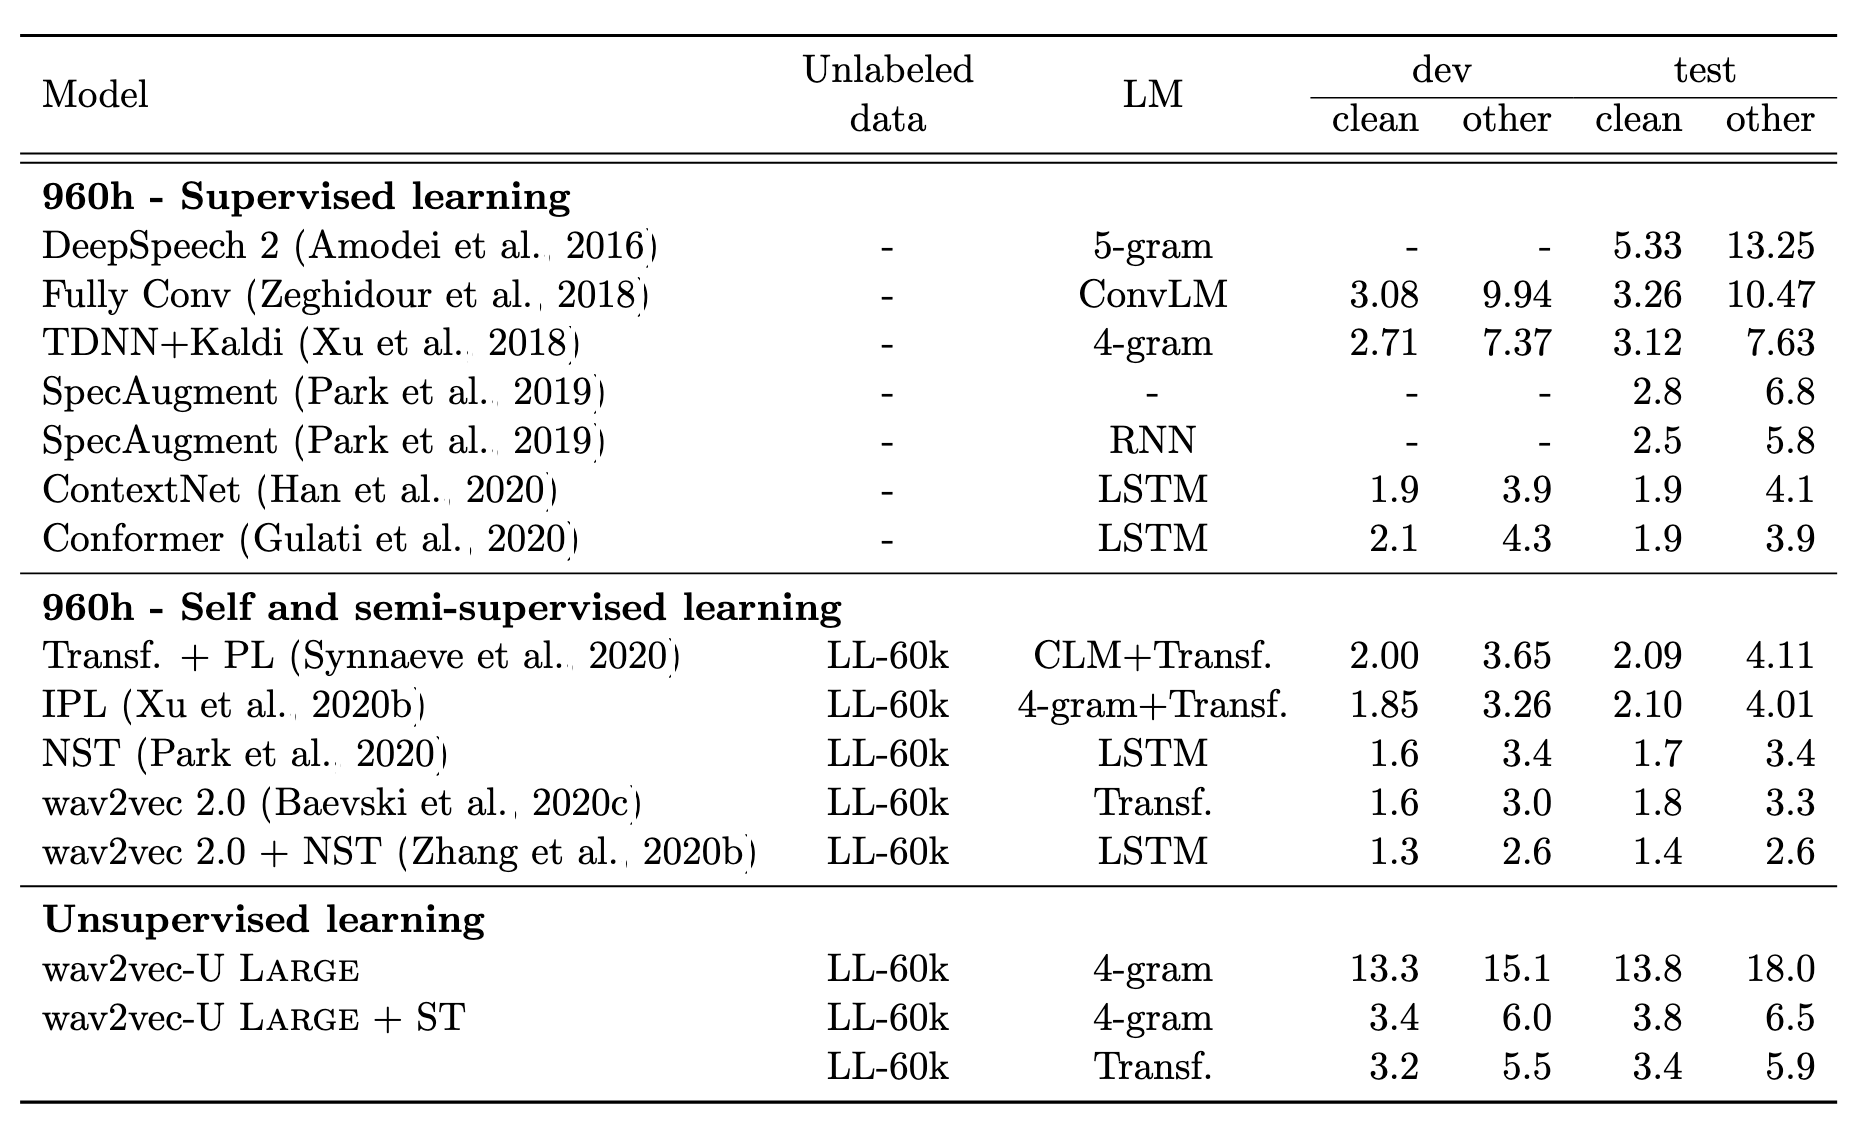 Model Unlabeled data LM dev test
clean other clean other
960h - Supervised learning
DeepSpeech 2 (Amodei et al., 2016) - 5-gram - - 5.33 13.25
Fully Conv (Zeghidour et al., 2018) - ConvLM 3.08 9.94 3.26 10.47
TDNN+Kaldi (Xu et al., 2018) - 4-gram 2.71 7.37 3.12 7.63
SpecAugment (Park et al., 2019) - - - - 2.8 6.8
SpecAugment (Park et al., 2019) - RNN - - 2.5 5.8
ContextNet (Han et al., 2020) - LSTM 1.9 3.9 1.9 4.1
Conformer (Gulati et al., 2020) - LSTM 2.1 4.3 1.9 3.9
960h - Self and semi-supervised learning
Transf. + PL (Synnaeve et al., 2020) LL-60k CLM+Transf. 2.00 3.65 2.09 4.11
IPL (Xu et al., 2020b) LL-60k 4-gram+Transf. 1.85 3.26 2.10 4.01
NST (Park et al., 2020) LL-60k LSTM 1.6 3.4 1.7 3.4
wav2vec 2.0 (Baevski et al., 2020c) LL-60k Transf. 1.6 3.0 1.8 3.3
wav2vec 2.0 + NST (Zhang et al., 2020b) LL-60k LSTM 1.3 2.6 1.4 2.6
Unsupervised learning
wav2vec-U LARGE LL-60k 4-gram 13.3 15.1 13.8 18.0
wav2vec-U LARGE + ST LL-60k 4-gram 3.4 6.0 3.8 6.5
LL-60k Transf. 3.2 5.5 3.4 5.9